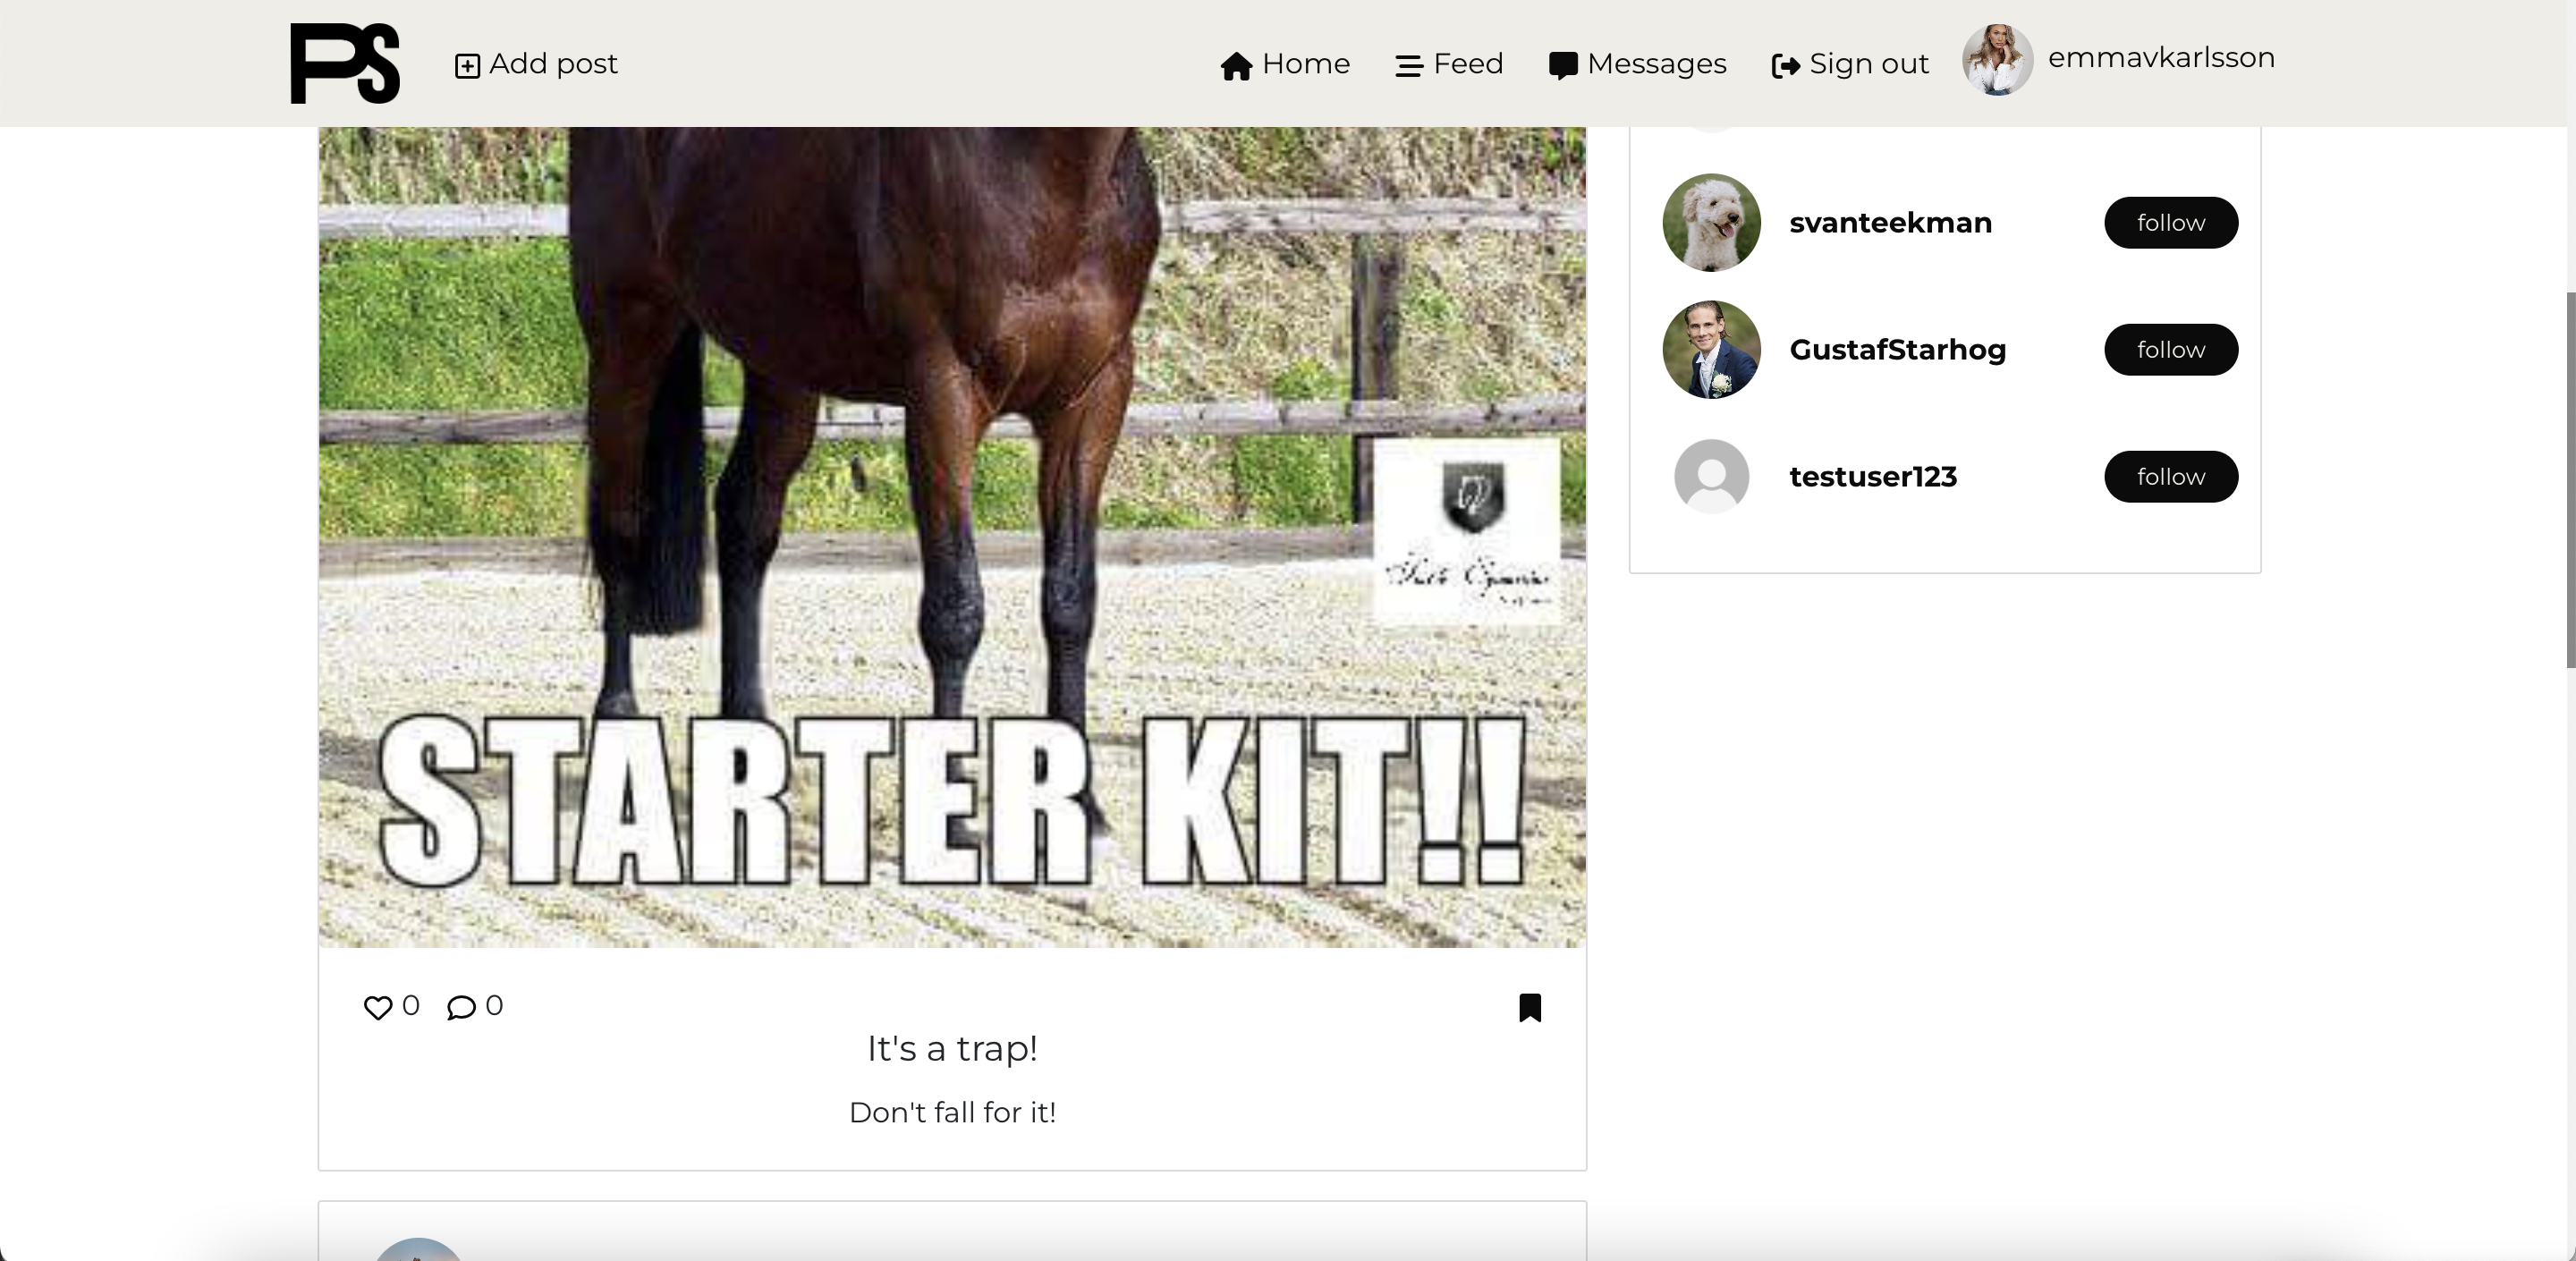 PS
Add post
Home
Feed
Messages
Sign out
emmavkarlsson
svanteekman
follow
GustafStarhog
follow
testuser123
follow
STARTER KIT!!
0
0
It's a trap!
Don't fall for it!